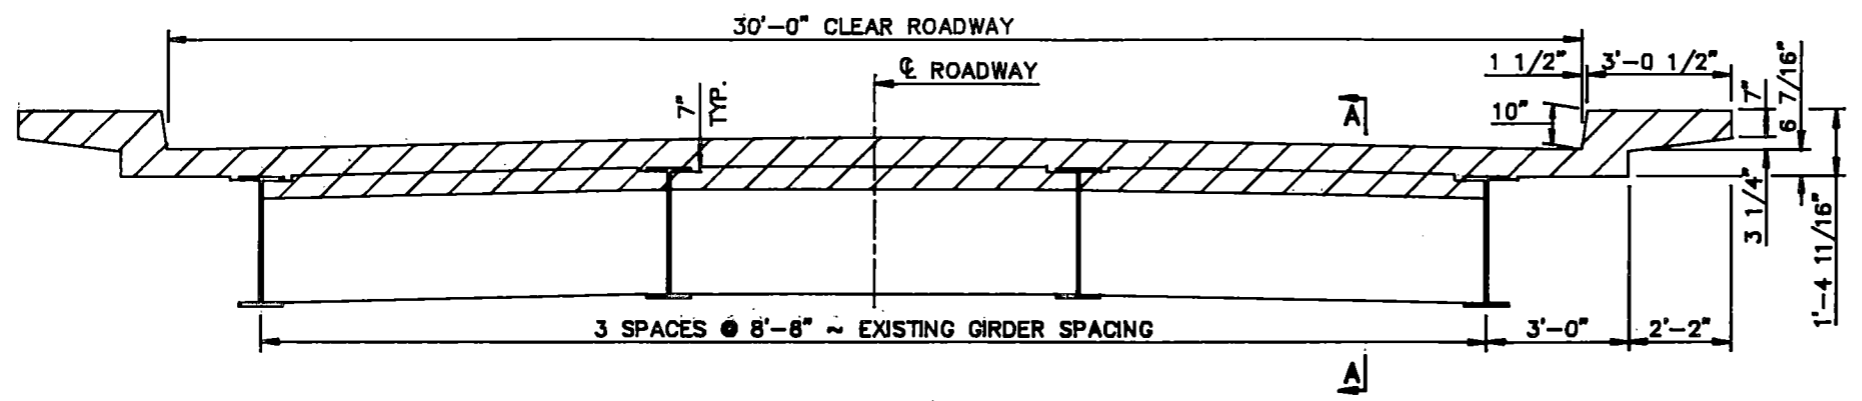 30'-0" CLEAR ROADWAY
℄ ROADWAY
7"
TYP.
A
1 1/2"
3'-0 1/2"
10"
7"
6 7/16"
3 1/4"
1'-4 11/16"
3 SPACES @ 8'-8" ~ EXISTING GIRDER SPACING
3'-0"
2'-2"
A